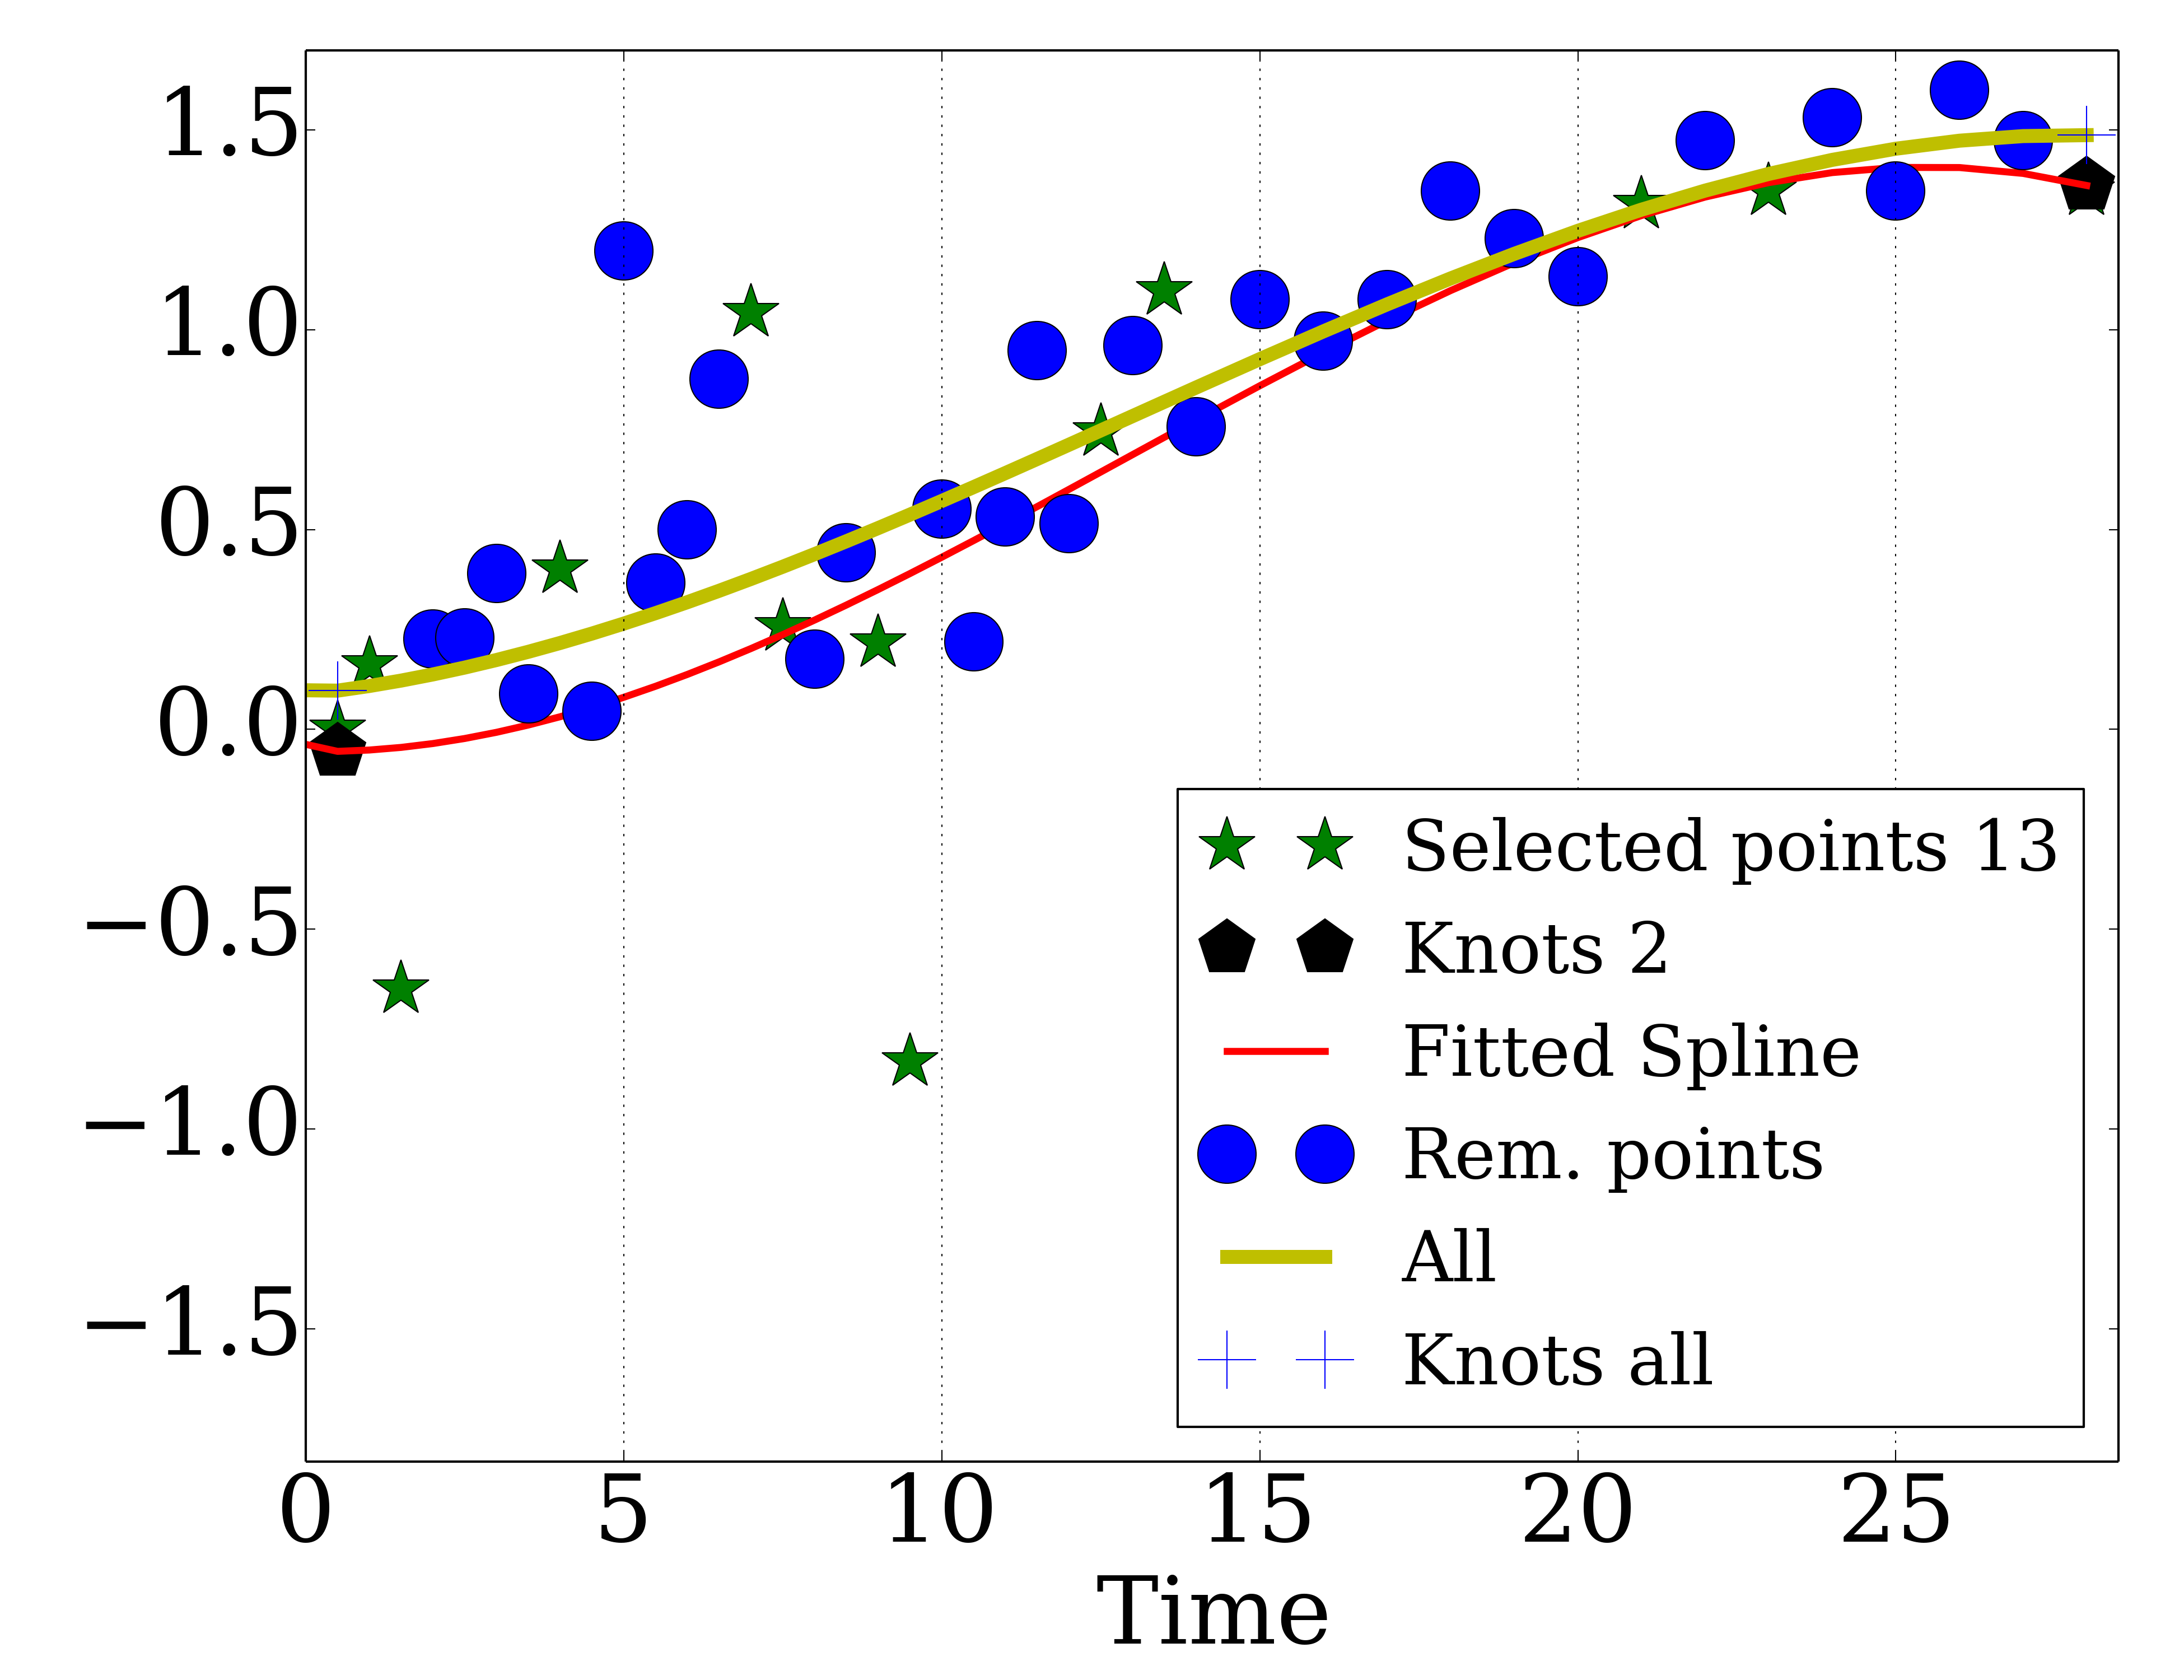 1.5
1.0
0.5
0.0
−0.5
−1.0
−1.5
Selected points 13
Knots 2
Fitted Spline
Rem. points
All
Knots all
0 5 10 15 20 25
Time